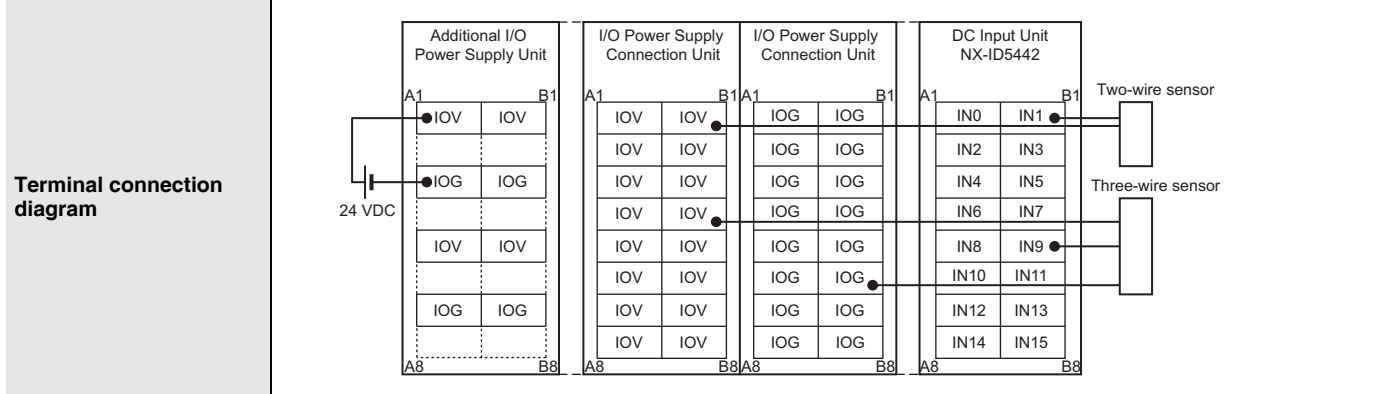 Terminal connection
diagram
Additional I/O
Power Supply Unit
I/O Power Supply
Connection Unit
I/O Power Supply
Connection Unit
DC Input Unit
NX-ID5442
A1 B1 A1 B1 A1 B1 A1 B1
Two-wire sensor
IOV IOV IOV IOV IOG IOG IN0 IN1
IOV IOV IOG IOG IN2 IN3
IOG IOG IOV IOV IOG IOG IN4 IN5
Three-wire sensor
24 VDC
IOV IOV IOG IOG IN6 IN7
IOV IOV IOV IOV IOG IOG IN8 IN9
IOV IOV IOG IOG IN10 IN11
IOG IOG IOV IOV IOG IOG IN12 IN13
IOV IOV IOG IOG IN14 IN15
A8 B8 A8 B8 A8 B8 A8 B8